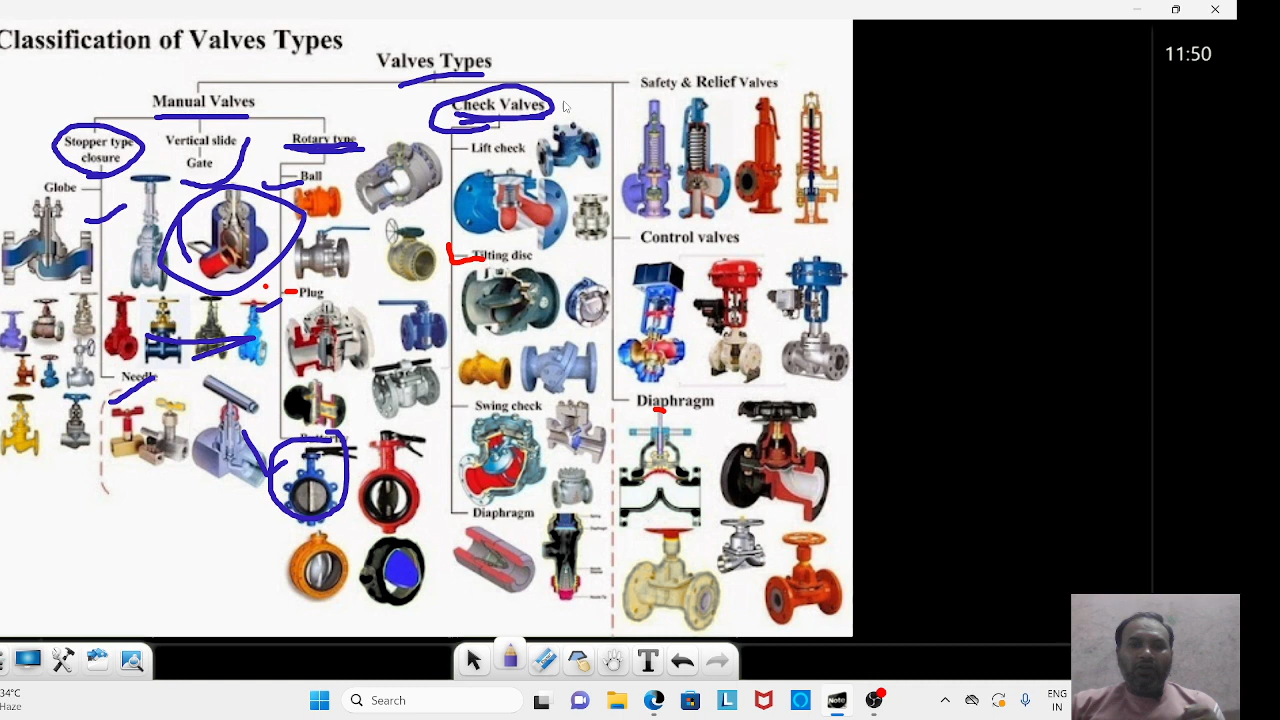 11:50
Classification of Valves Types
Valves Types
Safety & Relief Valves
Manual Valves
Check Valves
Stopper type
closure
Vertical slide
Gate
Rotary type
Lift check
Ball
Globe
Control valves
Tilting disc
Plug
Needle
Diaphragm
Swing check
Diaphragm
T
34°C
Haze
Search
L
Note
ENG
IN